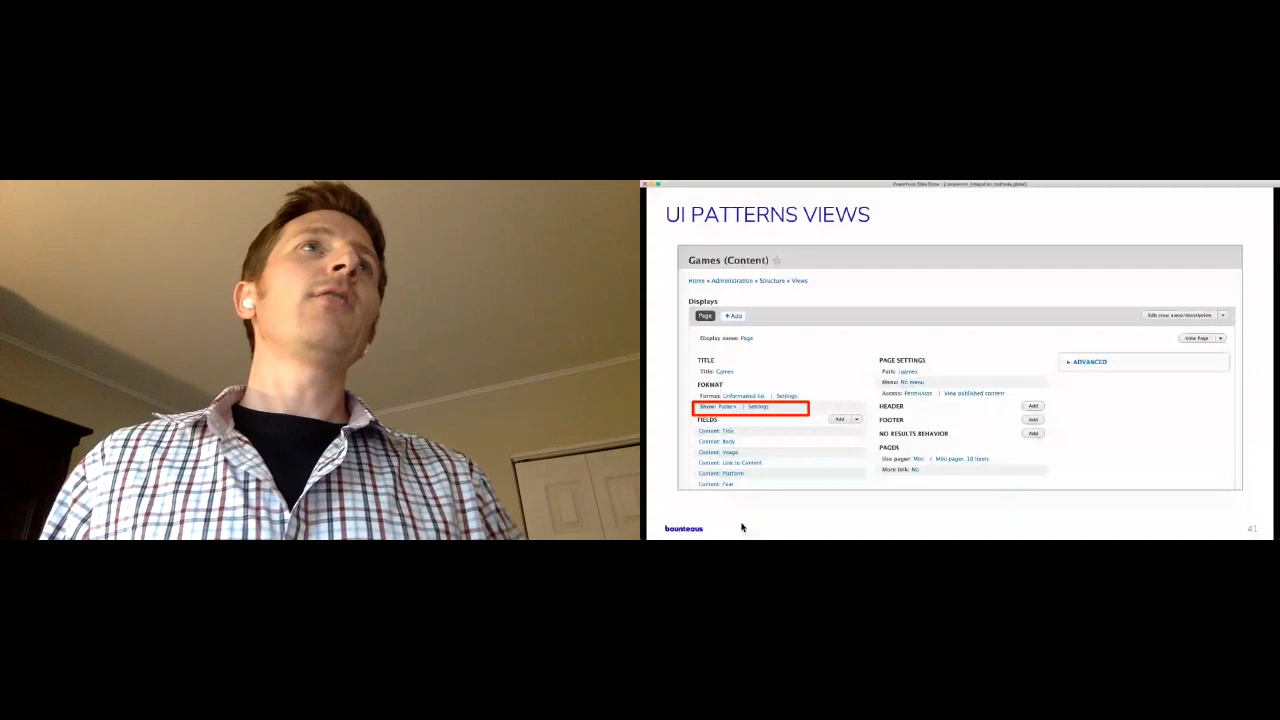 PowerPoint Slide Show - [component_integration_methods_global]
UI PATTERNS VIEWS
Games (Content)
Home » Administration » Structure » Views
Displays
Page
+ Add
Edit view name/description
Display name: Page
View Page
TITLE
Title: Games
FORMAT
Format: Unformatted list | Settings
Show: Pattern | Settings
FIELDS
Add
Content: Title
Content: Body
Content: Image
Content: Link to Content
Content: Platform
Content: Year
PAGE SETTINGS
Path: /games
Menu: No menu
Access: Permission | View published content
HEADER
Add
FOOTER
Add
NO RESULTS BEHAVIOR
Add
PAGER
Use pager: Mini | Mini pager, 10 items
More link: No
ADVANCED
bounteous
41